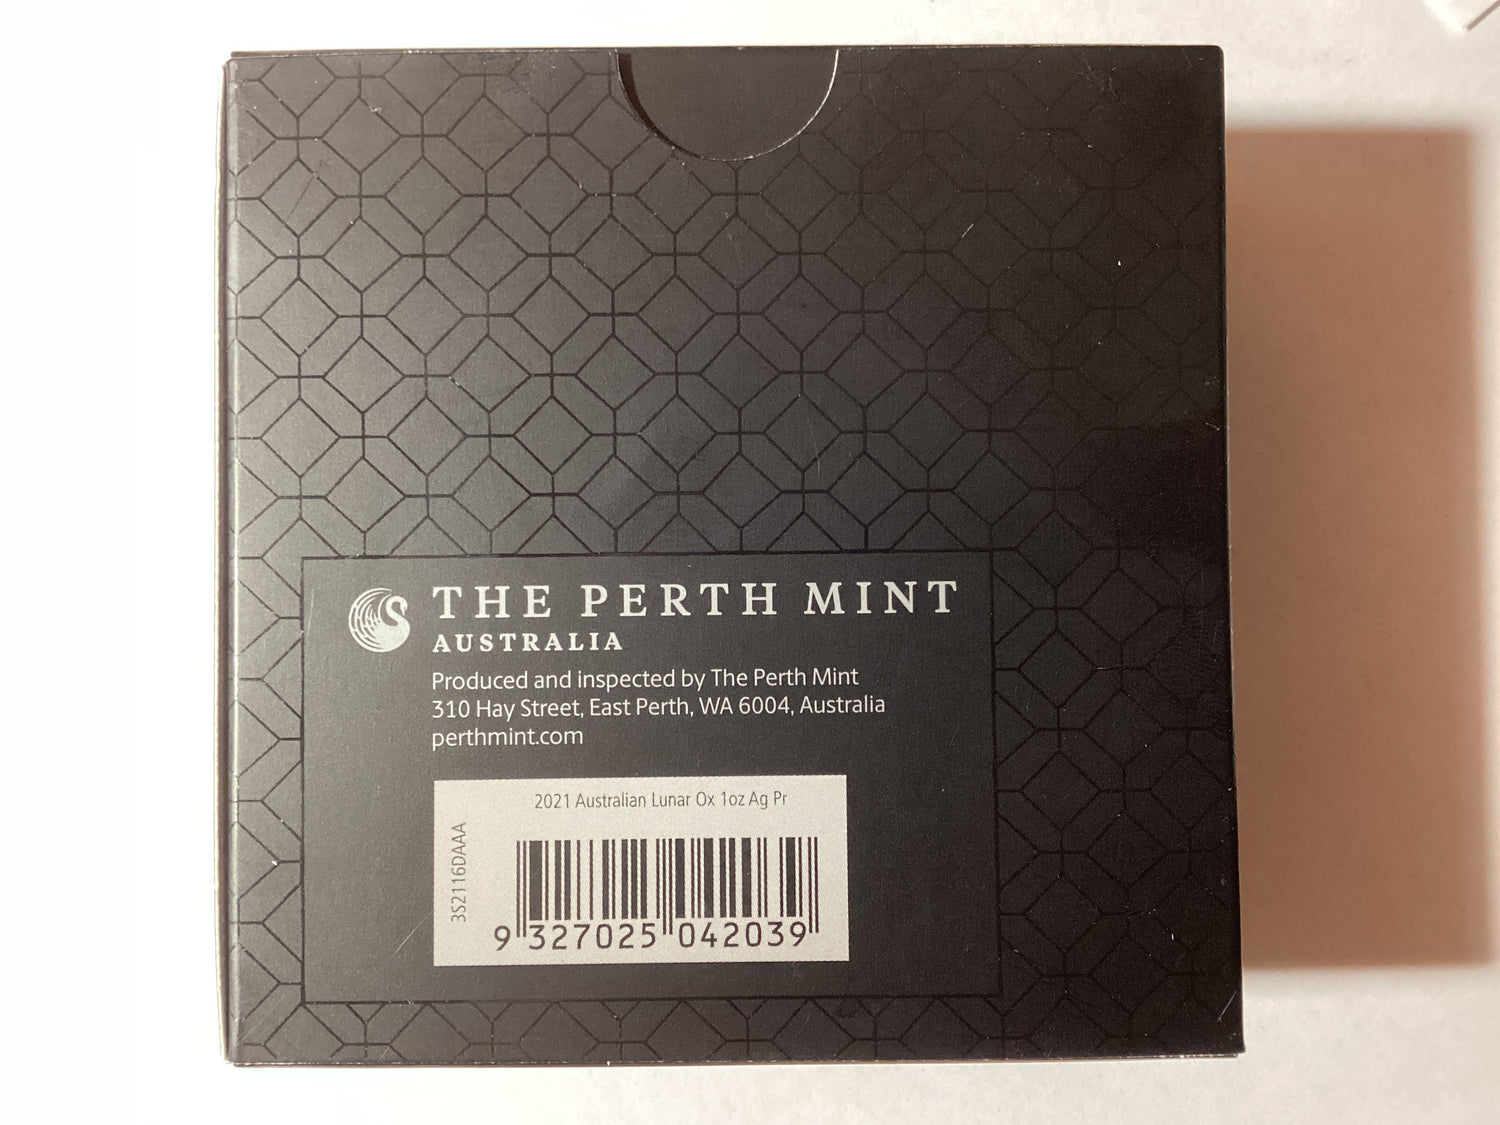 THE PERTH MINT
AUSTRALIA
Produced and inspected by The Perth Mint
310 Hay Street, East Perth, WA 6004, Australia
perthmint.com
2021 Australian Lunar Ox 1oz Ag Pr
3S2116DAAA
9 327025 042039